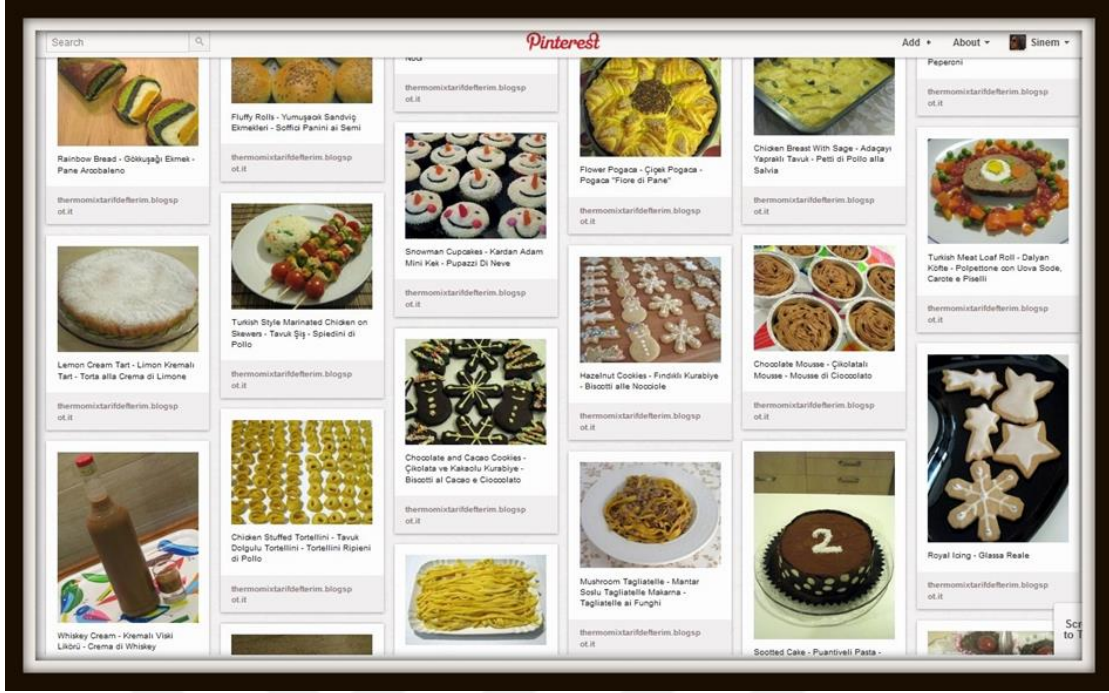 Search
Pinterest
Add +
About
Sinem
Rainbow Bread - Gökkuşağı Ekmek -
Pane Arcobaleno
thermomixtarifdefterim.blogsp
ot.it
Lemon Cream Tart - Limon Kremalı
Tart - Torta alla Crema di Limone
thermomixtarifdefterim.blogsp
ot.it
Whiskey Cream - Kremalı Viski
Likörü - Crema di Whiskey
Fluffy Rolls - Yumuşacık Sandviç
Ekmekleri - Soffici Panini ai Semi
thermomixtarifdefterim.blogsp
ot.it
Turkish Style Marinated Chicken on
Skewers - Tavuk Şiş - Spiedini di
Pollo
thermomixtarifdefterim.blogsp
ot.it
Chicken Stuffed Tortellini - Tavuk
Dolgulu Tortellini - Tortellini Ripieni
di Pollo
thermomixtarifdefterim.blogsp
ot.it
thermomixtarifdefterim.blogsp
ot.it
Snowman Cupcakes - Kardan Adam
Mini Kek - Pupazzi Di Neve
thermomixtarifdefterim.blogsp
ot.it
Chocolate and Cacao Cookies -
Çikolata ve Kakaolu Kurabiye -
Biscotti al Cacao e Cioccolato
thermomixtarifdefterim.blogsp
ot.it
Flower Pogaca - Çiçek Pogaca -
Pogaca "Fiore di Pane"
thermomixtarifdefterim.blogsp
ot.it
Hazelnut Cookies - Fındıklı Kurabiye
- Biscotti alle Nocciole
thermomixtarifdefterim.blogsp
ot.it
Mushroom Tagliatelle - Mantar
Soslu Tagliatelle Makarna -
Tagliatelle ai Funghi
thermomixtarifdefterim.blogsp
ot.it
Chicken Breast With Sage - Adaçayı
Yapraklı Tavuk - Petti di Pollo alla
Salvia
thermomixtarifdefterim.blogsp
ot.it
Chocolate Mousse - Çikolatalı
Mousse - Mousse di Cioccolato
thermomixtarifdefterim.blogsp
ot.it
2
Scotted Cake - Puantiyeli Pasta -
Peperoni
thermomixtarifdefterim.blogsp
ot.it
Turkish Meat Loaf Roll - Dalyan
Köfte - Polpettone con Uova Sode,
Carote e Piselli
thermomixtarifdefterim.blogsp
ot.it
Royal Icing - Glassa Reale
thermomixtarifdefterim.blogsp
ot.it